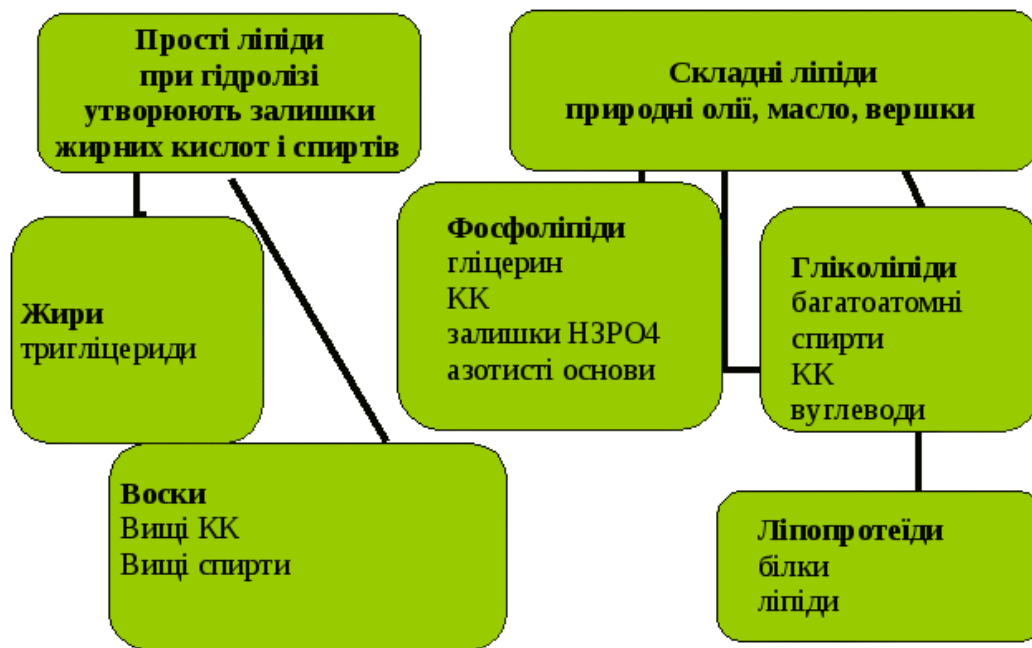 Прості ліпіди
при гідролізі
утворюють залишки
жирних кислот і спиртів
Складні ліпіди
природні олії, масло, вершки
Жири
тригліцериди
Воски
Вищі КК
Вищі спирти
Фосфоліпіди
гліцерин
КК
залишки Н3РО4
азотисті основи
Гліколіпіди
багатоатомні
спирти
КК
вуглеводи
Ліпопротеїди
білки
ліпіди